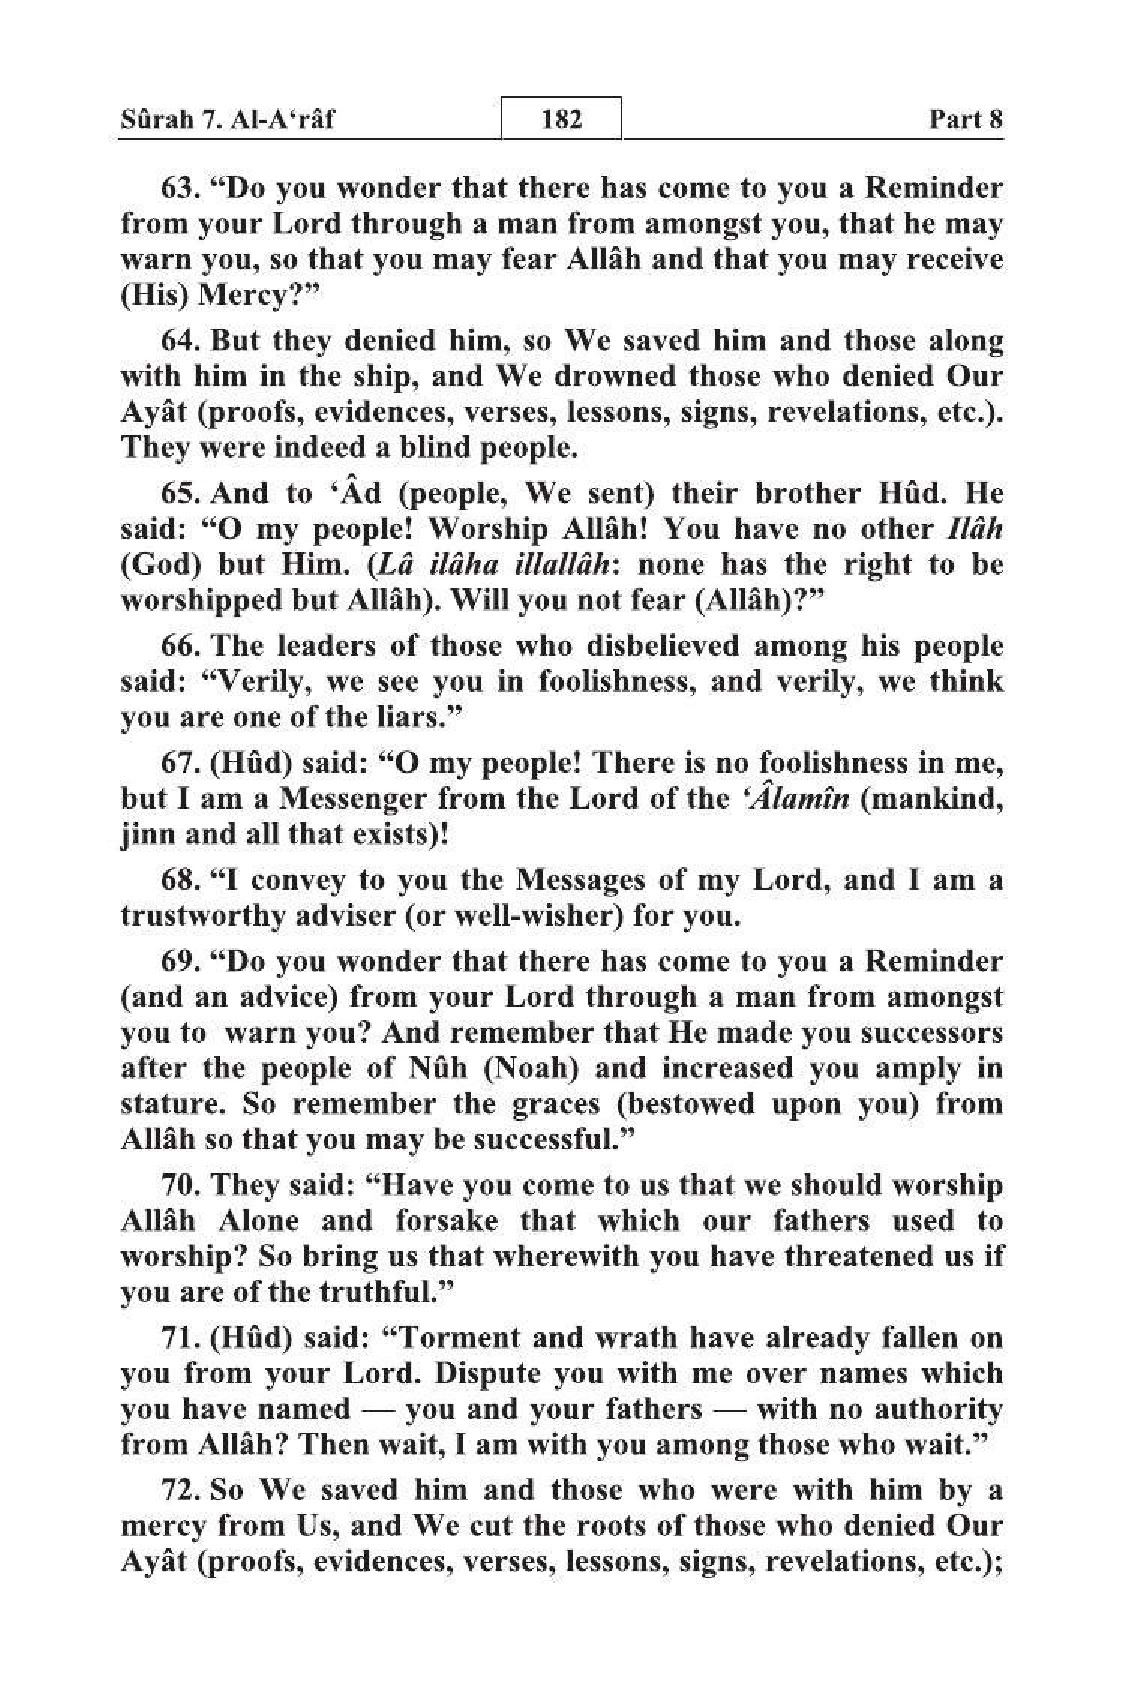 Sûrah 7. Al-A‘râf 182 Part 8
63. “Do you wonder that there has come to you a Reminder
from your Lord through a man from amongst you, that he may
warn you, so that you may fear Allâh and that you may receive
(His) Mercy?”
64. But they denied him, so We saved him and those along
with him in the ship, and We drowned those who denied Our
Ayât (proofs, evidences, verses, lessons, signs, revelations, etc.).
They were indeed a blind people.
65. And to ‘Âd (people, We sent) their brother Hûd. He
said: “O my people! Worship Allâh! You have no other Ilâh
(God) but Him. (Lâ ilâha illallâh: none has the right to be
worshipped but Allâh). Will you not fear (Allâh)?”
66. The leaders of those who disbelieved among his people
said: “Verily, we see you in foolishness, and verily, we think
you are one of the liars.”
67. (Hûd) said: “O my people! There is no foolishness in me,
but I am a Messenger from the Lord of the ‘Âlamîn (mankind,
jinn and all that exists)!
68. “I convey to you the Messages of my Lord, and I am a
trustworthy adviser (or well-wisher) for you.
69. “Do you wonder that there has come to you a Reminder
(and an advice) from your Lord through a man from amongst
you to warn you? And remember that He made you successors
after the people of Nûh (Noah) and increased you amply in
stature. So remember the graces (bestowed upon you) from
Allâh so that you may be successful.”
70. They said: “Have you come to us that we should worship
Allâh Alone and forsake that which our fathers used to
worship? So bring us that wherewith you have threatened us if
you are of the truthful.”
71. (Hûd) said: “Torment and wrath have already fallen on
you from your Lord. Dispute you with me over names which
you have named — you and your fathers — with no authority
from Allâh? Then wait, I am with you among those who wait.”
72. So We saved him and those who were with him by a
mercy from Us, and We cut the roots of those who denied Our
Ayât (proofs, evidences, verses, lessons, signs, revelations, etc.);